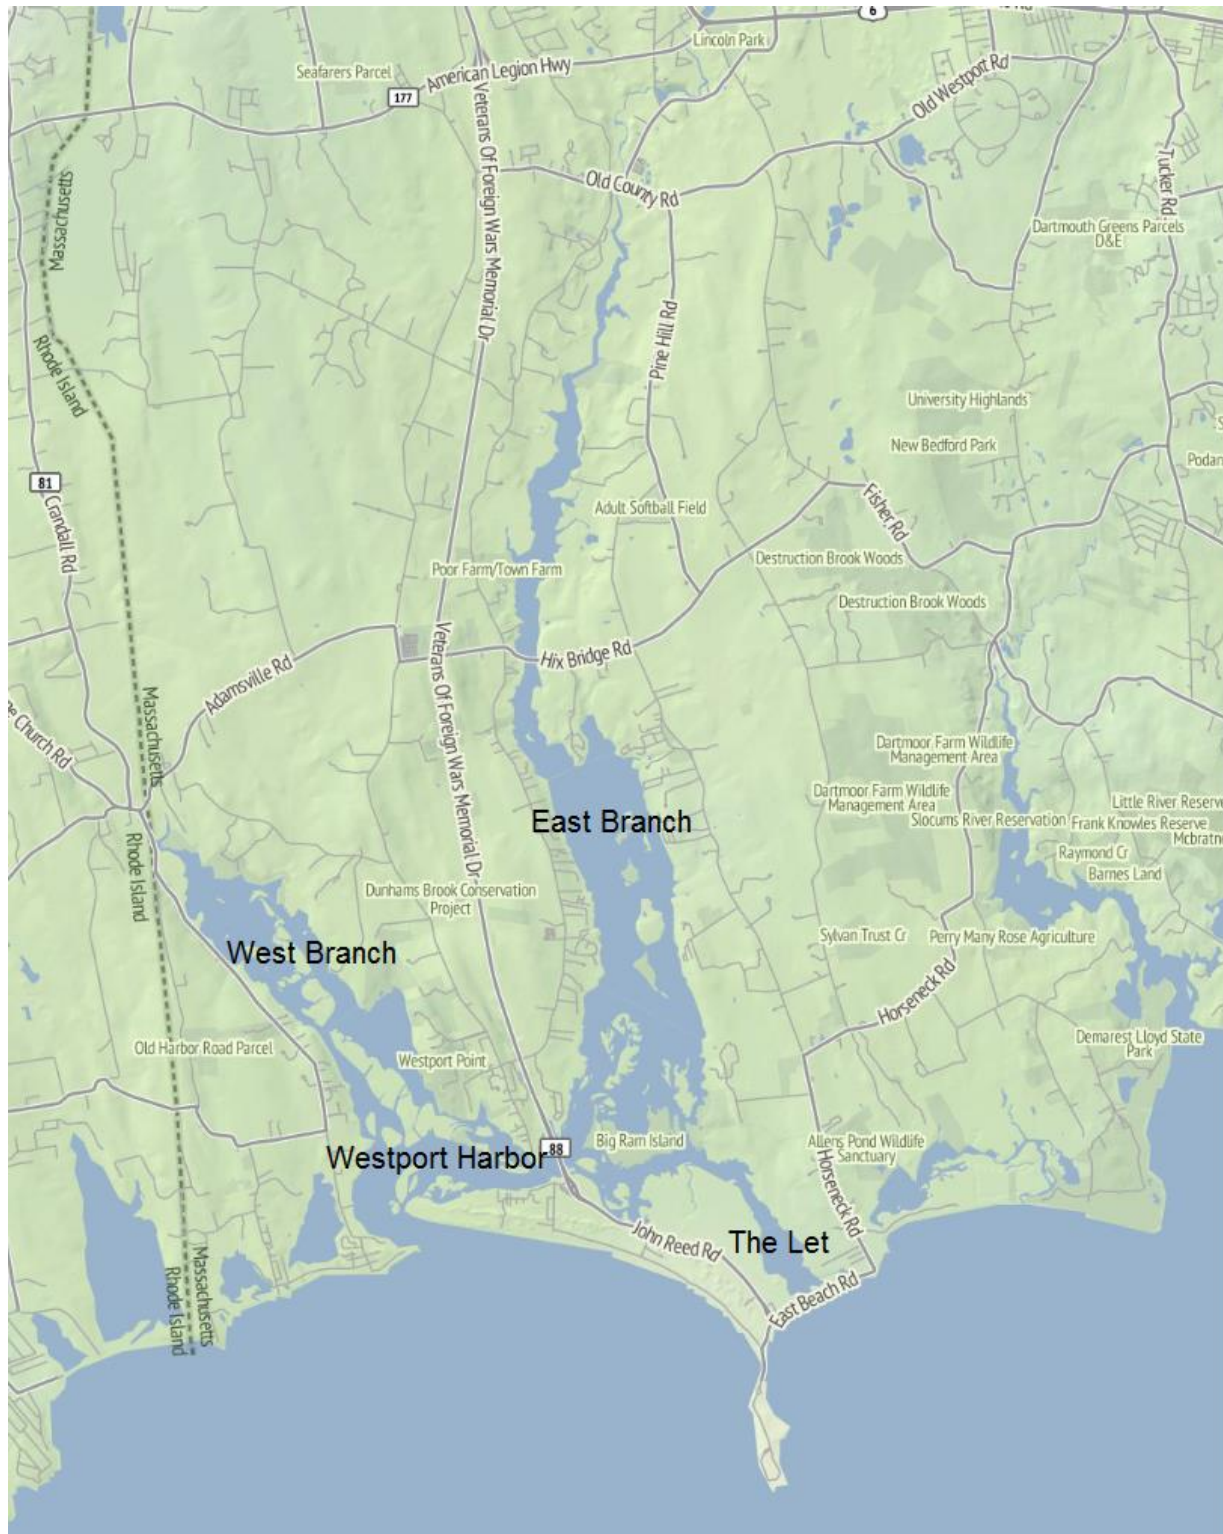 6
Lincoln Park
Seafarers Parcel
American Legion Hwy
177
Old Westport Rd
Veterans Of Foreign Wars Memorial Dr
Old County Rd
Tucker Rd
Massachusetts
Dartmouth Greens Parcels
D&E
Rhode Island
Pine Hill Rd
University Highlands
New Bedford Park
Podan
81
Crandall Rd
Adult Softball Field
Fisher Rd
Poor Farm/Town Farm
Destruction Brook Woods
Destruction Brook Woods
Hix Bridge Rd
Adamsville Rd
Veterans Of Foreign Wars Memorial Dr
Massachusetts
Church Rd
Dartmoor Farm Wildlife
Management Area
Dartmoor Farm Wildlife
Management Area
Little River Reserv
Slocums River Reservation
Frank Knowles Reserve
Mcbratn
East Branch
Rhode Island
Raymond Cr
Barnes Land
Dunhams Brook Conservation
Project
West Branch
Sylvan Trust Cr
Perry Many Rose Agriculture
Horseneck Rd
Old Harbor Road Parcel
Westport Point
Demarest Lloyd State
Park
Westport Harbor
88
Big Ram Island
Allens Pond Wildlife
Sanctuary
Horseneck Rd
John Reed Rd
The Let
East Beach Rd
Massachusetts
Rhode Island